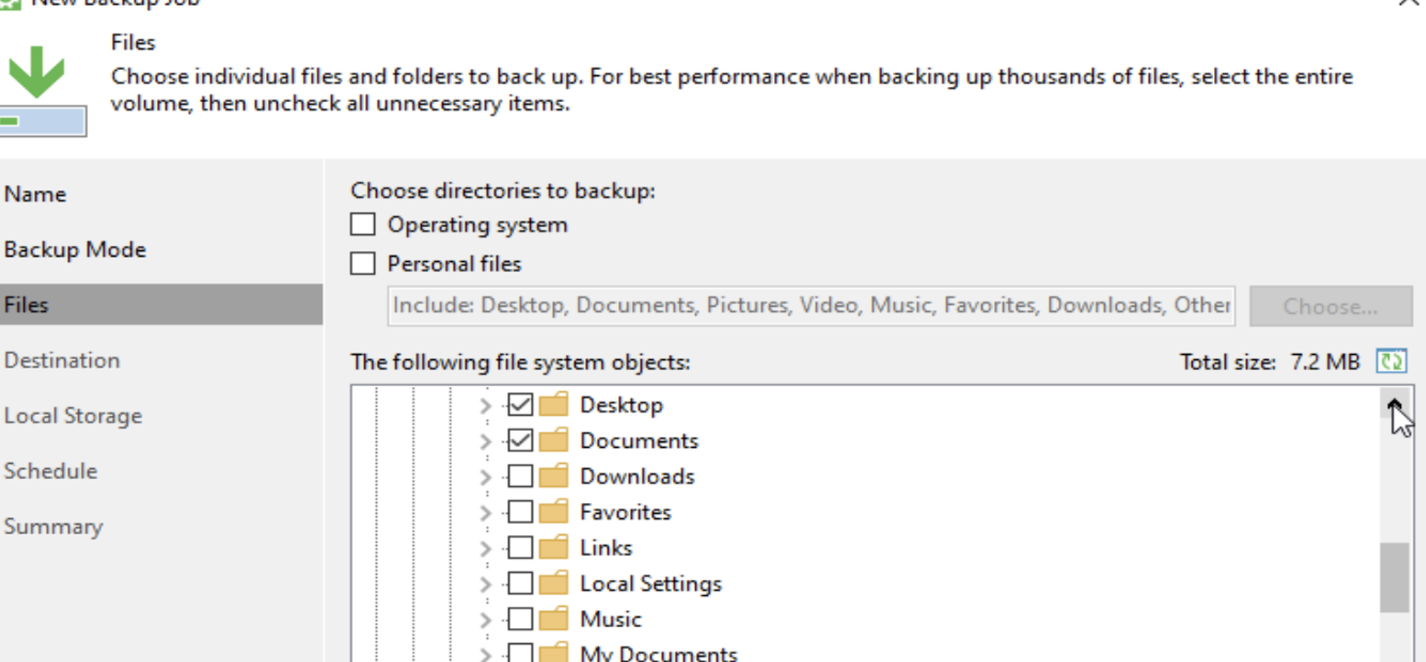 New Backup Job
Files
Choose individual files and folders to back up. For best performance when backing up thousands of files, select the entire
volume, then uncheck all unnecessary items.
Name
Backup Mode
Files
Destination
Local Storage
Schedule
Summary
Choose directories to backup:
Operating system
Personal files
Include: Desktop, Documents, Pictures, Video, Music, Favorites, Downloads, Other
Choose...
The following file system objects:
Total size: 7.2 MB
Desktop
Documents
Downloads
Favorites
Links
Local Settings
Music
My Documents